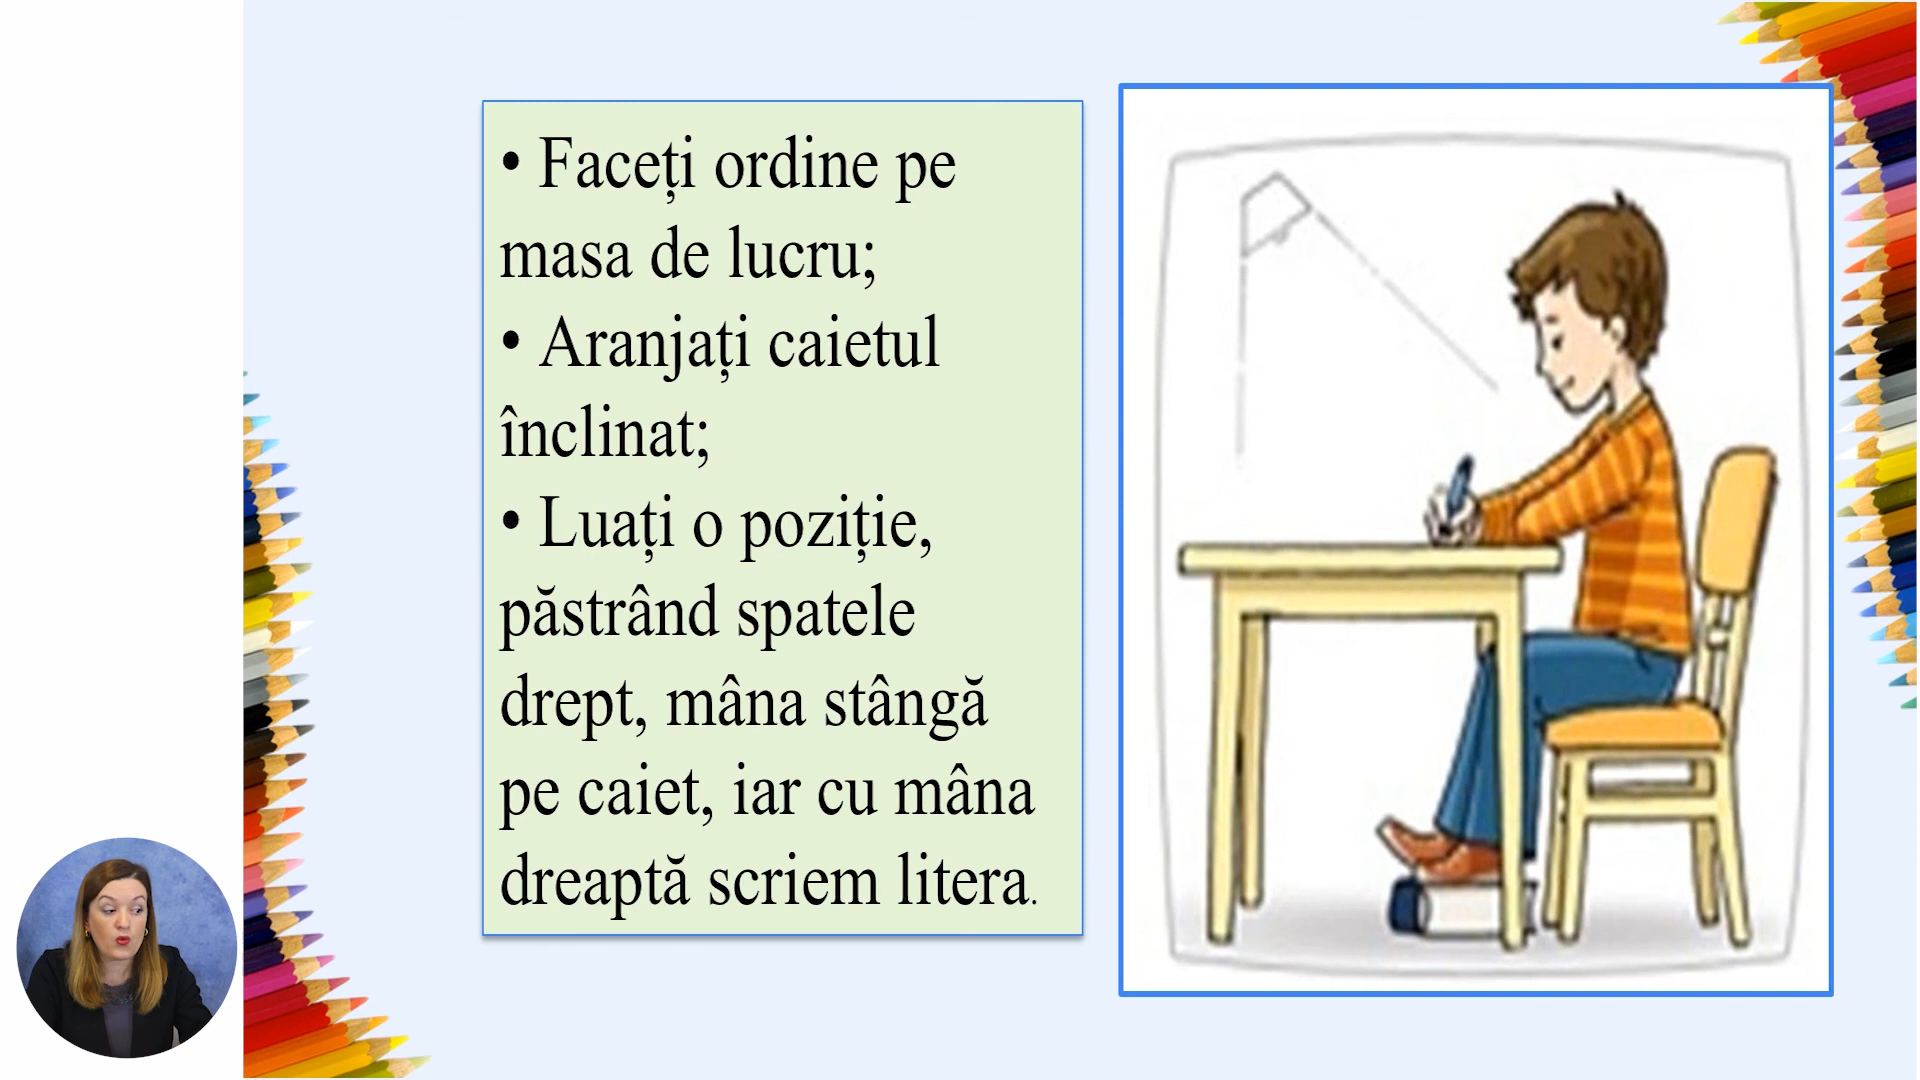 • Faceți ordine pe
masa de lucru;
• Aranjați caietul
înclinat;
• Luați o poziție,
păstrând spatele
drept, mâna stângă
pe caiet, iar cu mâna
dreaptă scriem litera.